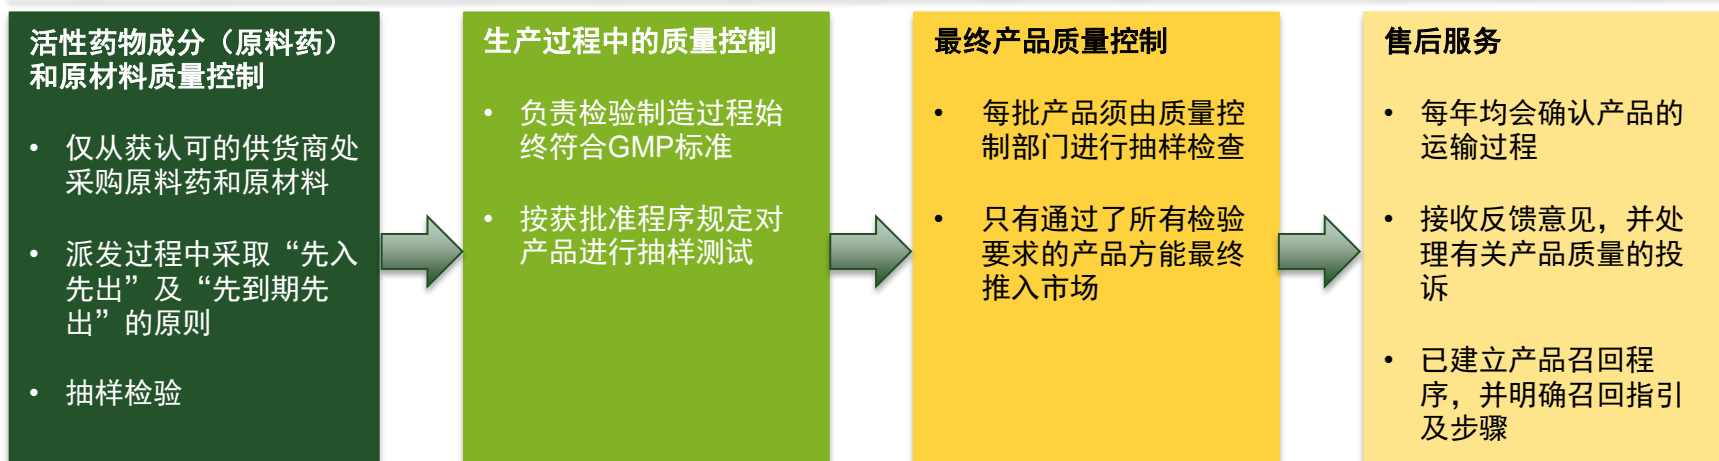 活性药物成分（原料药）
和原材料质量控制
• 仅从获认可的供货商处
采购原料药和原材料
• 派发过程中采取“先入
先出”及“先到期先
出”的原则
• 抽样检验
生产过程中的质量控制
• 负责检验制造过程始
终符合GMP标准
• 按获批准程序规定对
产品进行抽样测试
最终产品质量控制
• 每批产品须由质量控
制部门进行抽样检查
• 只有通过了所有检验
要求的产品方能最终
推入市场
售后服务
• 每年均会确认产品的
运输过程
• 接收反馈意见，并处
理有关产品质量的投
诉
• 已建立产品召回程
序，并明确召回指引
及步骤